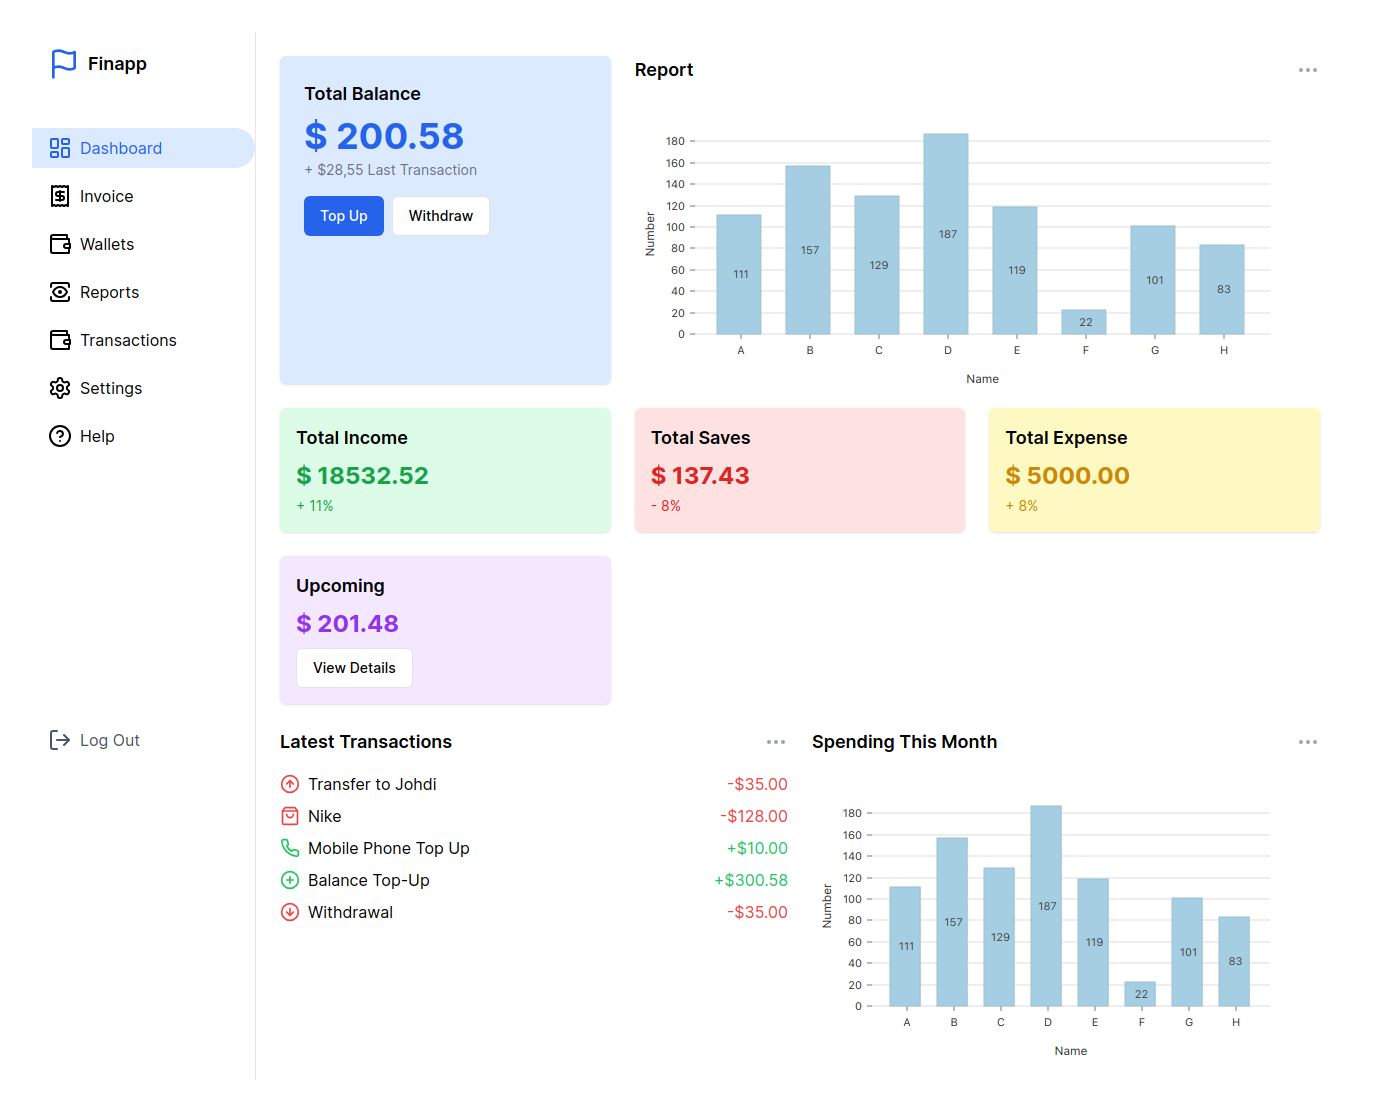 Finapp
Dashboard
Invoice
Wallets
Reports
Transactions
Settings
Help
Log Out
Total Balance
$ 200.58
+ $28,55 Last Transaction
Top Up
Withdraw
Report
180
160
140
120
100
80
60
40
20
0
Number
111
157
129
187
119
22
101
83
A B C D E F G H
Name
Total Income
$ 18532.52
+ 11%
Total Saves
$ 137.43
- 8%
Total Expense
$ 5000.00
+ 8%
Upcoming
$ 201.48
View Details
Latest Transactions
Transfer to Johdi -$35.00
Nike -$128.00
Mobile Phone Top Up +$10.00
Balance Top-Up +$300.58
Withdrawal -$35.00
Spending This Month
180
160
140
120
100
80
60
40
20
0
Number
111
157
129
187
119
22
101
83
A B C D E F G H
Name